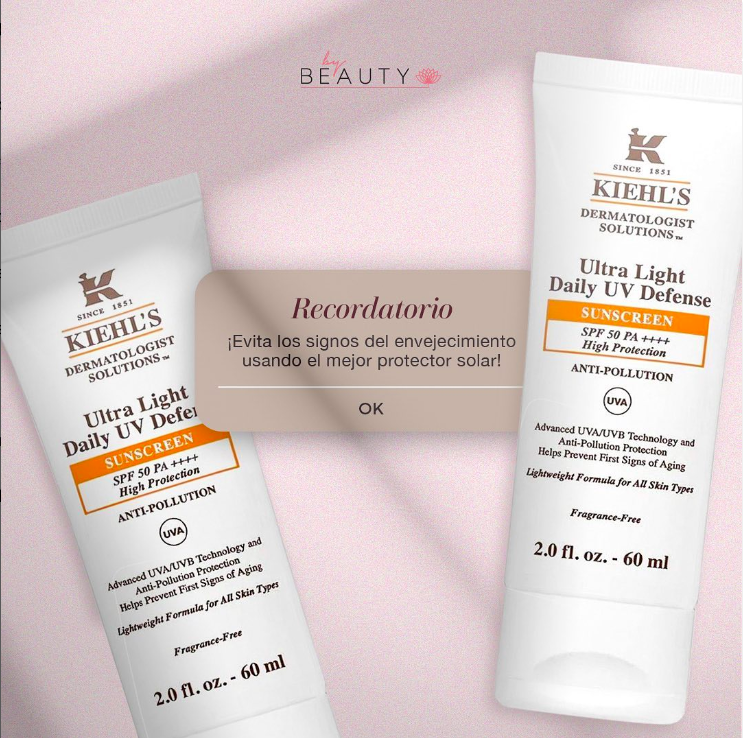 by
BEAUTY
K
SINCE 1851
KIEHL'S
DERMATOLOGIST
SOLUTIONS™
Ultra Light
Daily UV Defe
SUNSCREEN
SPF 50 PA ++++
High Protection
ANTI-POLLUTION
UVA
Advanced UVA/UVB Technology and
Anti-Pollution Protection
Helps Prevent First Signs of Aging
Lightweight Formula for All Skin Types
Fragrance-Free
2.0 fl. oz. - 60 ml
Recordatorio
¡Evita los signos del envejecimiento
usando el mejor protector solar!
OK
K
SINCE 1851
KIEHL'S
DERMATOLOGIST
SOLUTIONS™
Ultra Light
Daily UV Defense
SUNSCREEN
SPF 50 PA ++++
High Protection
ANTI-POLLUTION
UVA
Advanced UVA/UVB Technology and
Anti-Pollution Protection
Helps Prevent First Signs of Aging
Lightweight Formula for All Skin Types
Fragrance-Free
2.0 fl. oz. - 60 ml